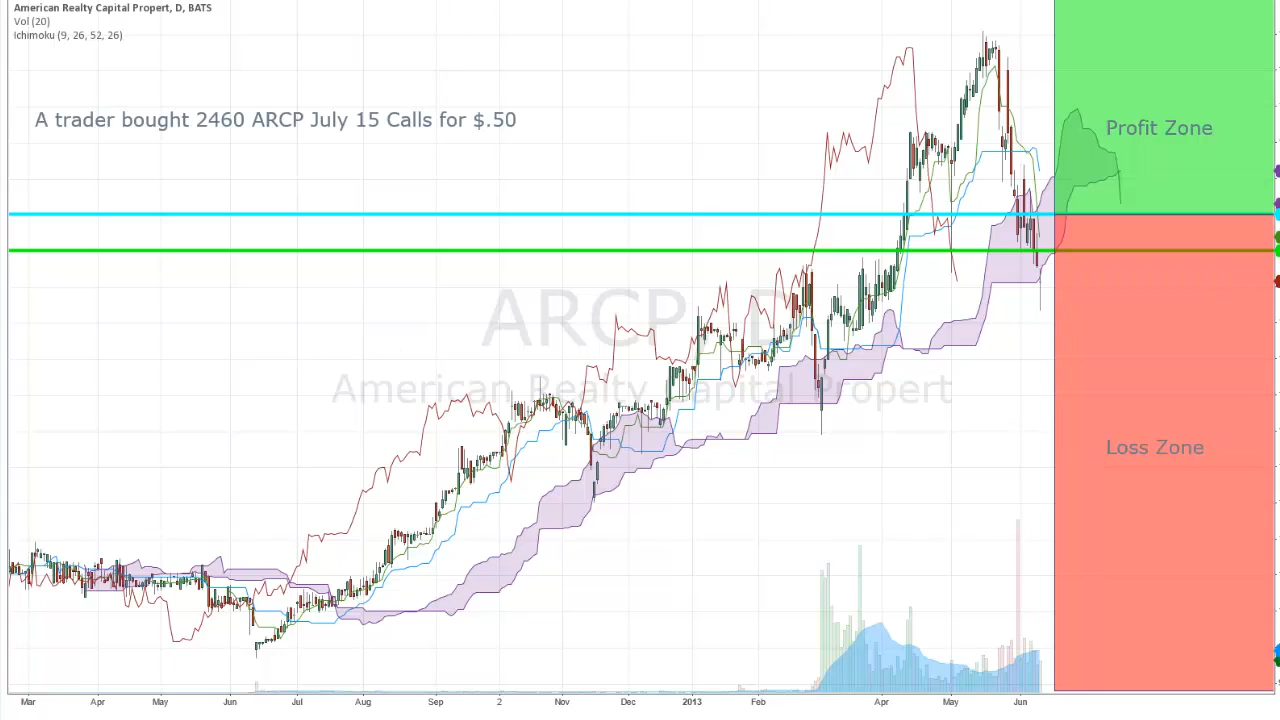 American Realty Capital Propert, D, BATS
Vol (20)
Ichimoku (9, 26, 52, 26)
A trader bought 2460 ARCP July 15 Calls for $.50
Profit Zone
ARCP, D
American Realty Capital Propert
Loss Zone
Mar Apr May Jun Jul Aug Sep 2 Nov Dec 2013 Feb Apr May Jun